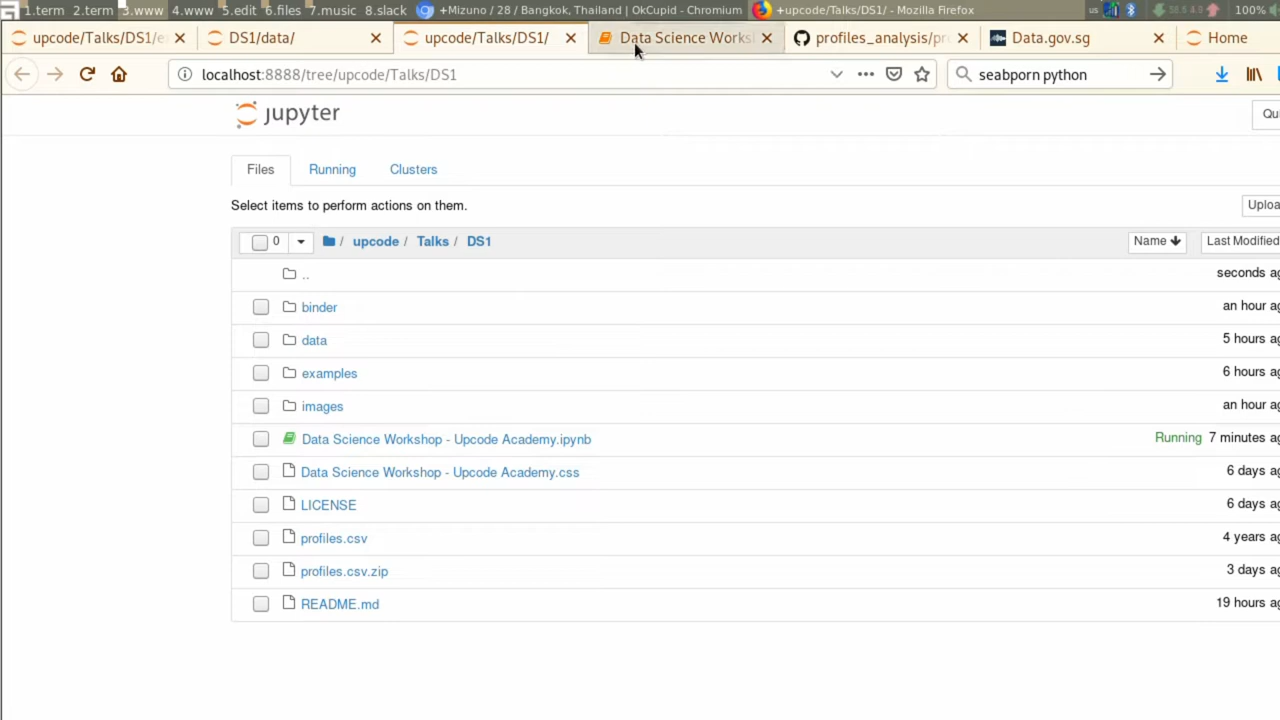 1.term 2.term 3.www 4.www 5.edit 6.files 7.music 8.slack +Mizuno / 28 / Bangkok, Thailand | OkCupid - Chromium +upcode/Talks/DS1/ - Mozilla Firefox us 100%
upcode/Talks/DS1/e DS1/data/ upcode/Talks/DS1/ Data Science Works profiles_analysis/pr Data.gov.sg Home
localhost:8888/tree/upcode/Talks/DS1 seabporn python
jupyter Qu
Files Running Clusters
Select items to perform actions on them. Uploa
0 / upcode / Talks / DS1 Name Last Modified
.. seconds ag
binder an hour ag
data 5 hours ag
examples 6 hours ag
images an hour ag
Data Science Workshop - Upcode Academy.ipynb Running 7 minutes ag
Data Science Workshop - Upcode Academy.css 6 days ag
LICENSE 6 days ag
profiles.csv 4 years ag
profiles.csv.zip 3 days ag
README.md 19 hours ag